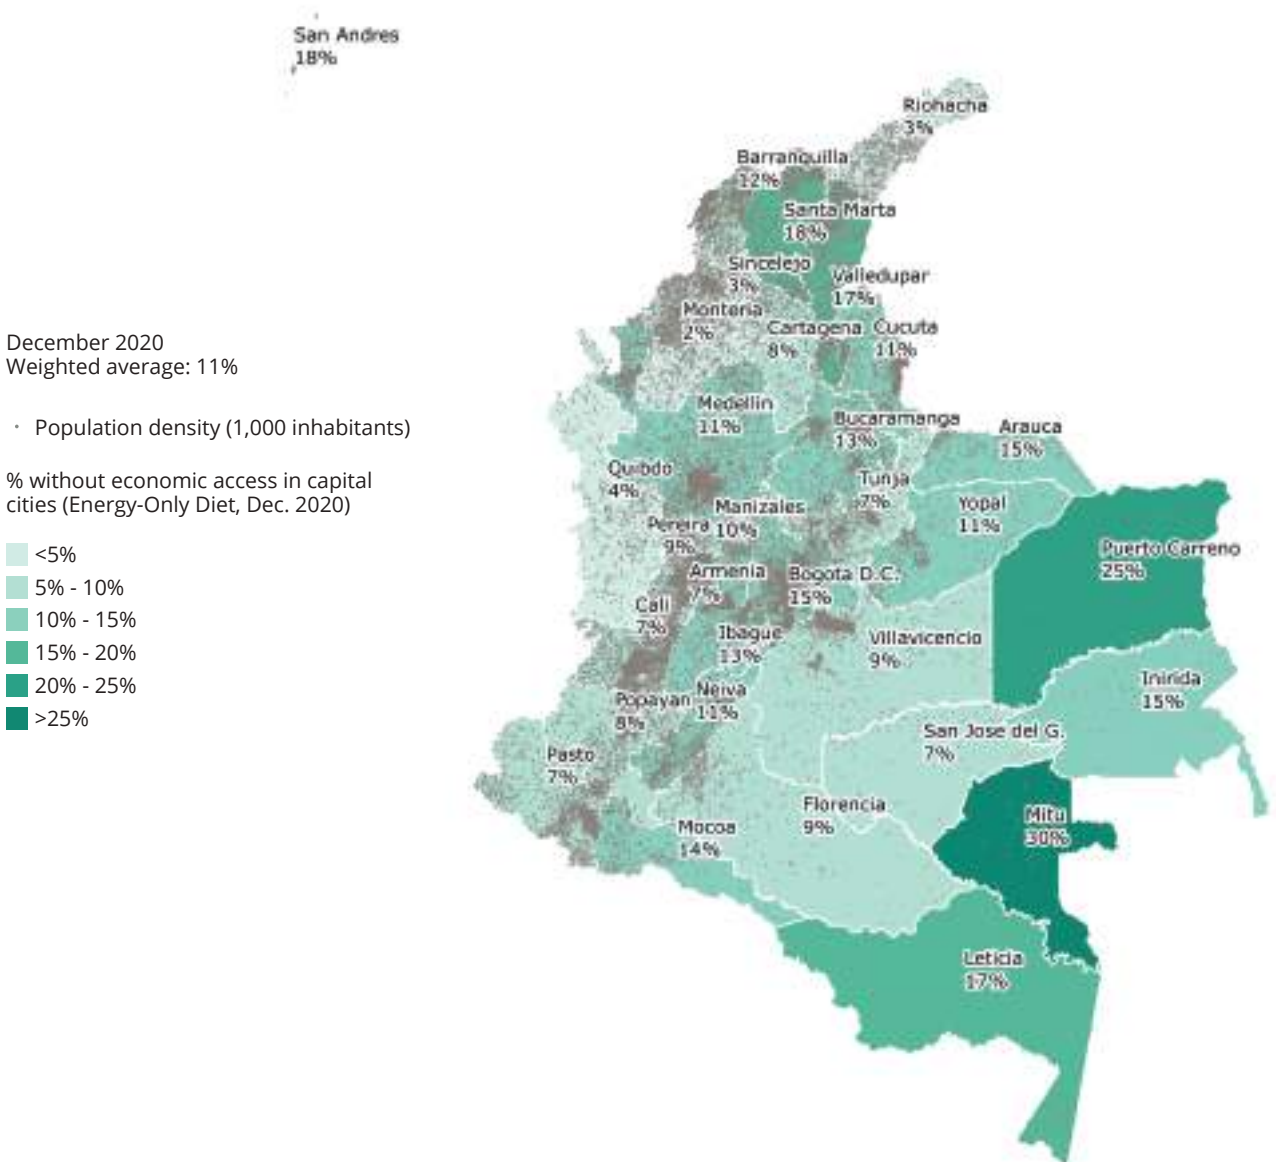 San Andres
18%
Riohacha
3%
Barranquilla
12%
Santa Marta
18%
Sincelejo
3%
Valledupar
17%
Monteria
2%
Cartagena
8%
Cucuta
11%
December 2020
Weighted average: 11%
Medellin
11%
Bucaramanga
13%
Arauca
15%
Population density (1,000 inhabitants)
Quibdo
4%
Tunja
7%
% without economic access in capital
cities (Energy-Only Diet, Dec. 2020)
Manizales
10%
Yopal
11%
Pereira
9%
Puerto Carreno
25%
<5%
5% - 10%
10% - 15%
15% - 20%
20% - 25%
>25%
Armenia
7%
Bogota D.C.
15%
Cali
7%
Ibague
13%
Villavicencio
9%
Inirida
15%
Popayan
8%
Neiva
11%
San Jose del G.
7%
Pasto
7%
Florencia
9%
Mitu
30%
Mocoa
14%
Leticia
17%